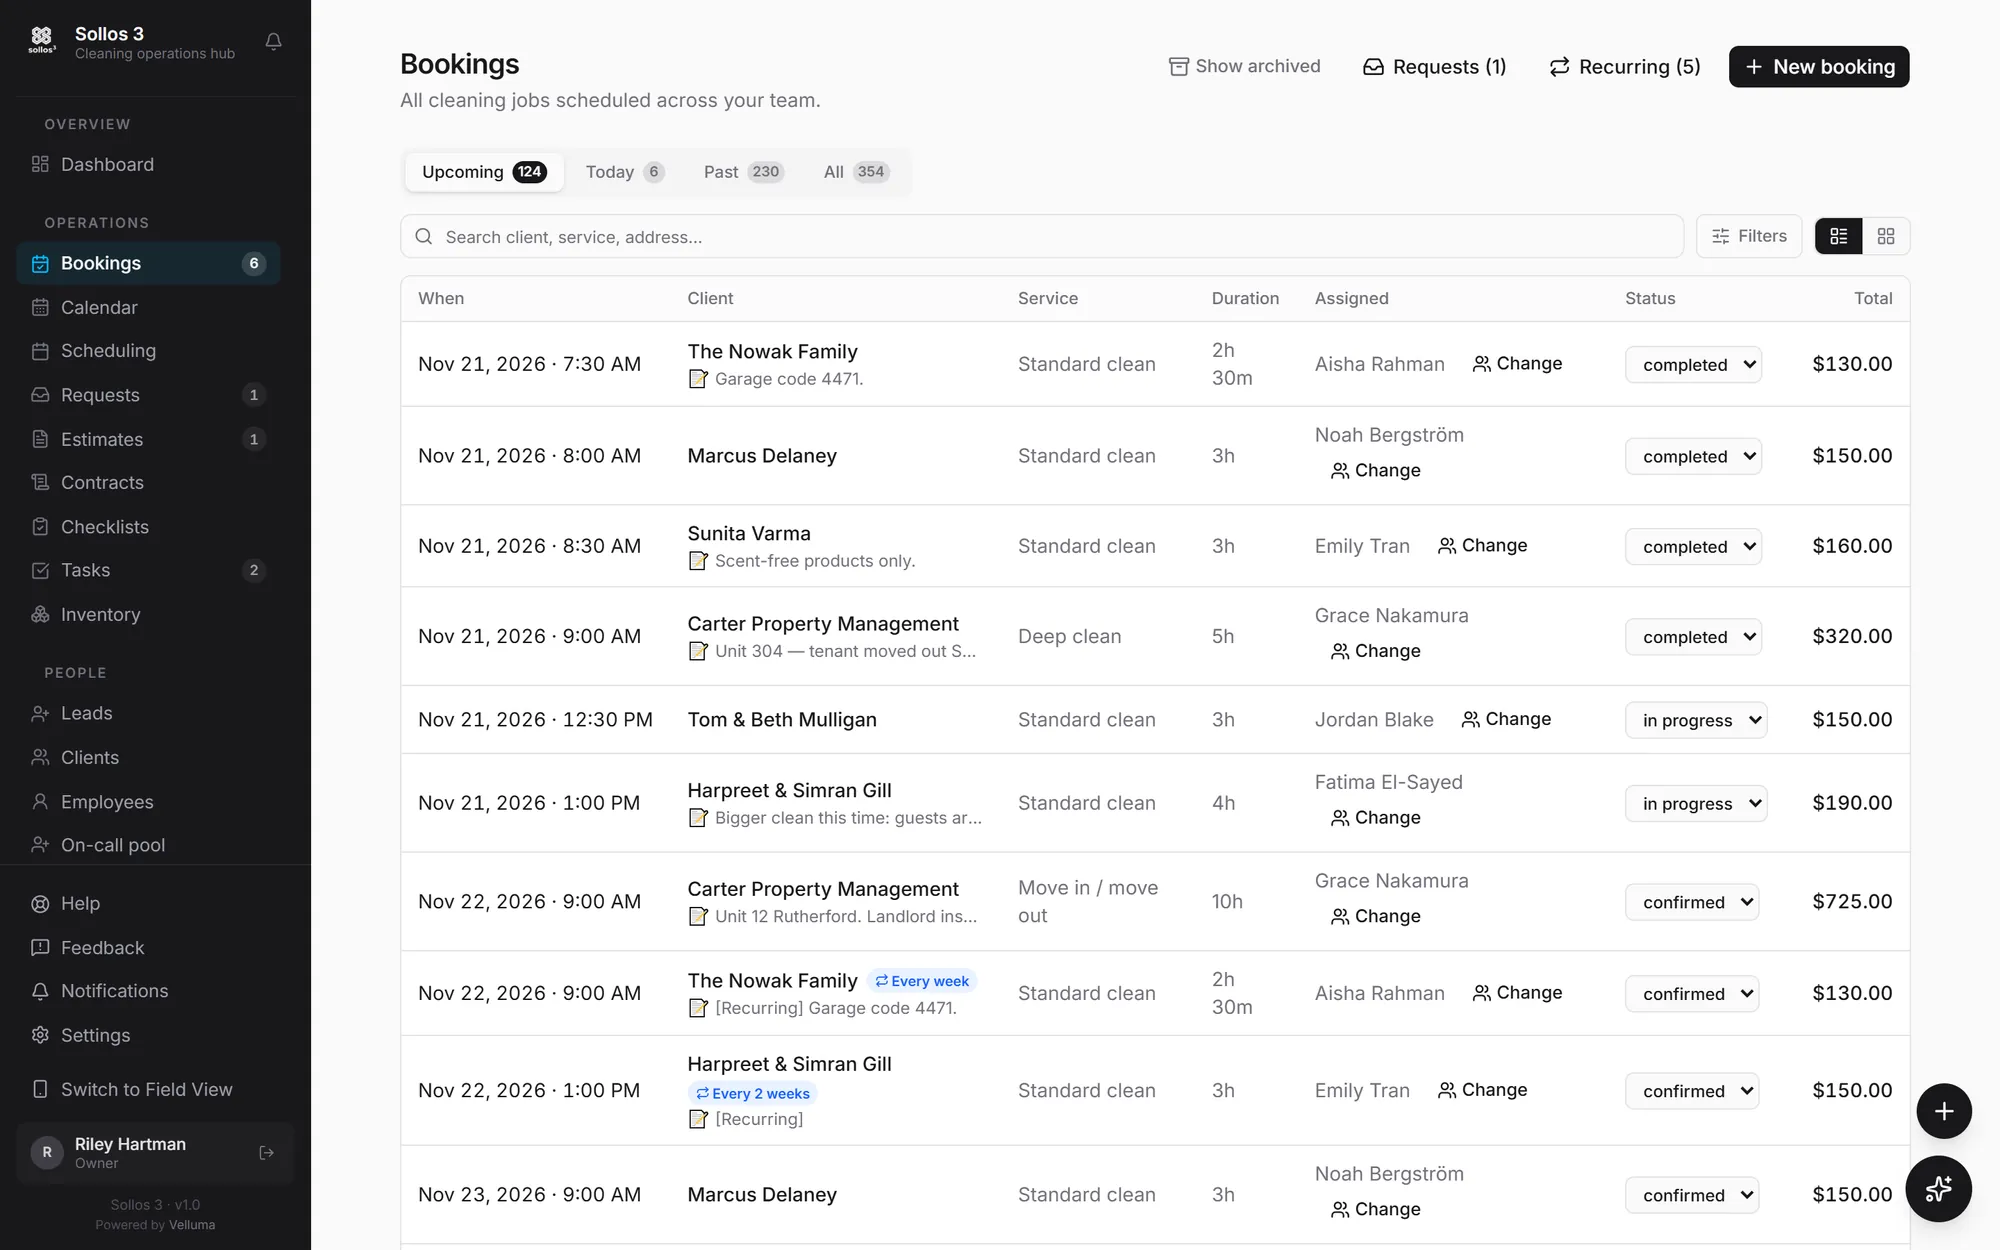 sollos³
Sollos 3
Cleaning operations hub
OVERVIEW
Dashboard
OPERATIONS
Bookings 6
Calendar
Scheduling
Requests 1
Estimates 1
Contracts
Checklists
Tasks 2
Inventory
PEOPLE
Leads
Clients
Employees
On-call pool
Help
Feedback
Notifications
Settings
Switch to Field View
R
Riley Hartman
Owner
Sollos 3 · v1.0
Powered by Velluma
Bookings
All cleaning jobs scheduled across your team.
Show archived
Requests (1)
Recurring (5)
New booking
Upcoming 124 Today 6 Past 230 All 354
Search client, service, address...
Filters
When Client Service Duration Assigned Status Total
Nov 21, 2026 · 7:30 AM
The Nowak Family
Garage code 4471.
Standard clean
2h
30m
Aisha Rahman Change
completed
$130.00
Nov 21, 2026 · 8:00 AM
Marcus Delaney
Standard clean
3h
Noah Bergström
Change
completed
$150.00
Nov 21, 2026 · 8:30 AM
Sunita Varma
Scent-free products only.
Standard clean
3h
Emily Tran Change
completed
$160.00
Nov 21, 2026 · 9:00 AM
Carter Property Management
Unit 304 — tenant moved out S...
Deep clean
5h
Grace Nakamura
Change
completed
$320.00
Nov 21, 2026 · 12:30 PM
Tom & Beth Mulligan
Standard clean
3h
Jordan Blake Change
in progress
$150.00
Nov 21, 2026 · 1:00 PM
Harpreet & Simran Gill
Bigger clean this time: guests ar...
Standard clean
4h
Fatima El-Sayed
Change
in progress
$190.00
Nov 22, 2026 · 9:00 AM
Carter Property Management
Unit 12 Rutherford. Landlord ins...
Move in / move
out
10h
Grace Nakamura
Change
confirmed
$725.00
Nov 22, 2026 · 9:00 AM
The Nowak Family Every week
[Recurring] Garage code 4471.
Standard clean
2h
30m
Aisha Rahman Change
confirmed
$130.00
Nov 22, 2026 · 1:00 PM
Harpreet & Simran Gill
Every 2 weeks
[Recurring]
Standard clean
3h
Emily Tran Change
confirmed
$150.00
Nov 23, 2026 · 9:00 AM
Marcus Delaney
Standard clean
3h
Noah Bergström
Change
confirmed
$150.00